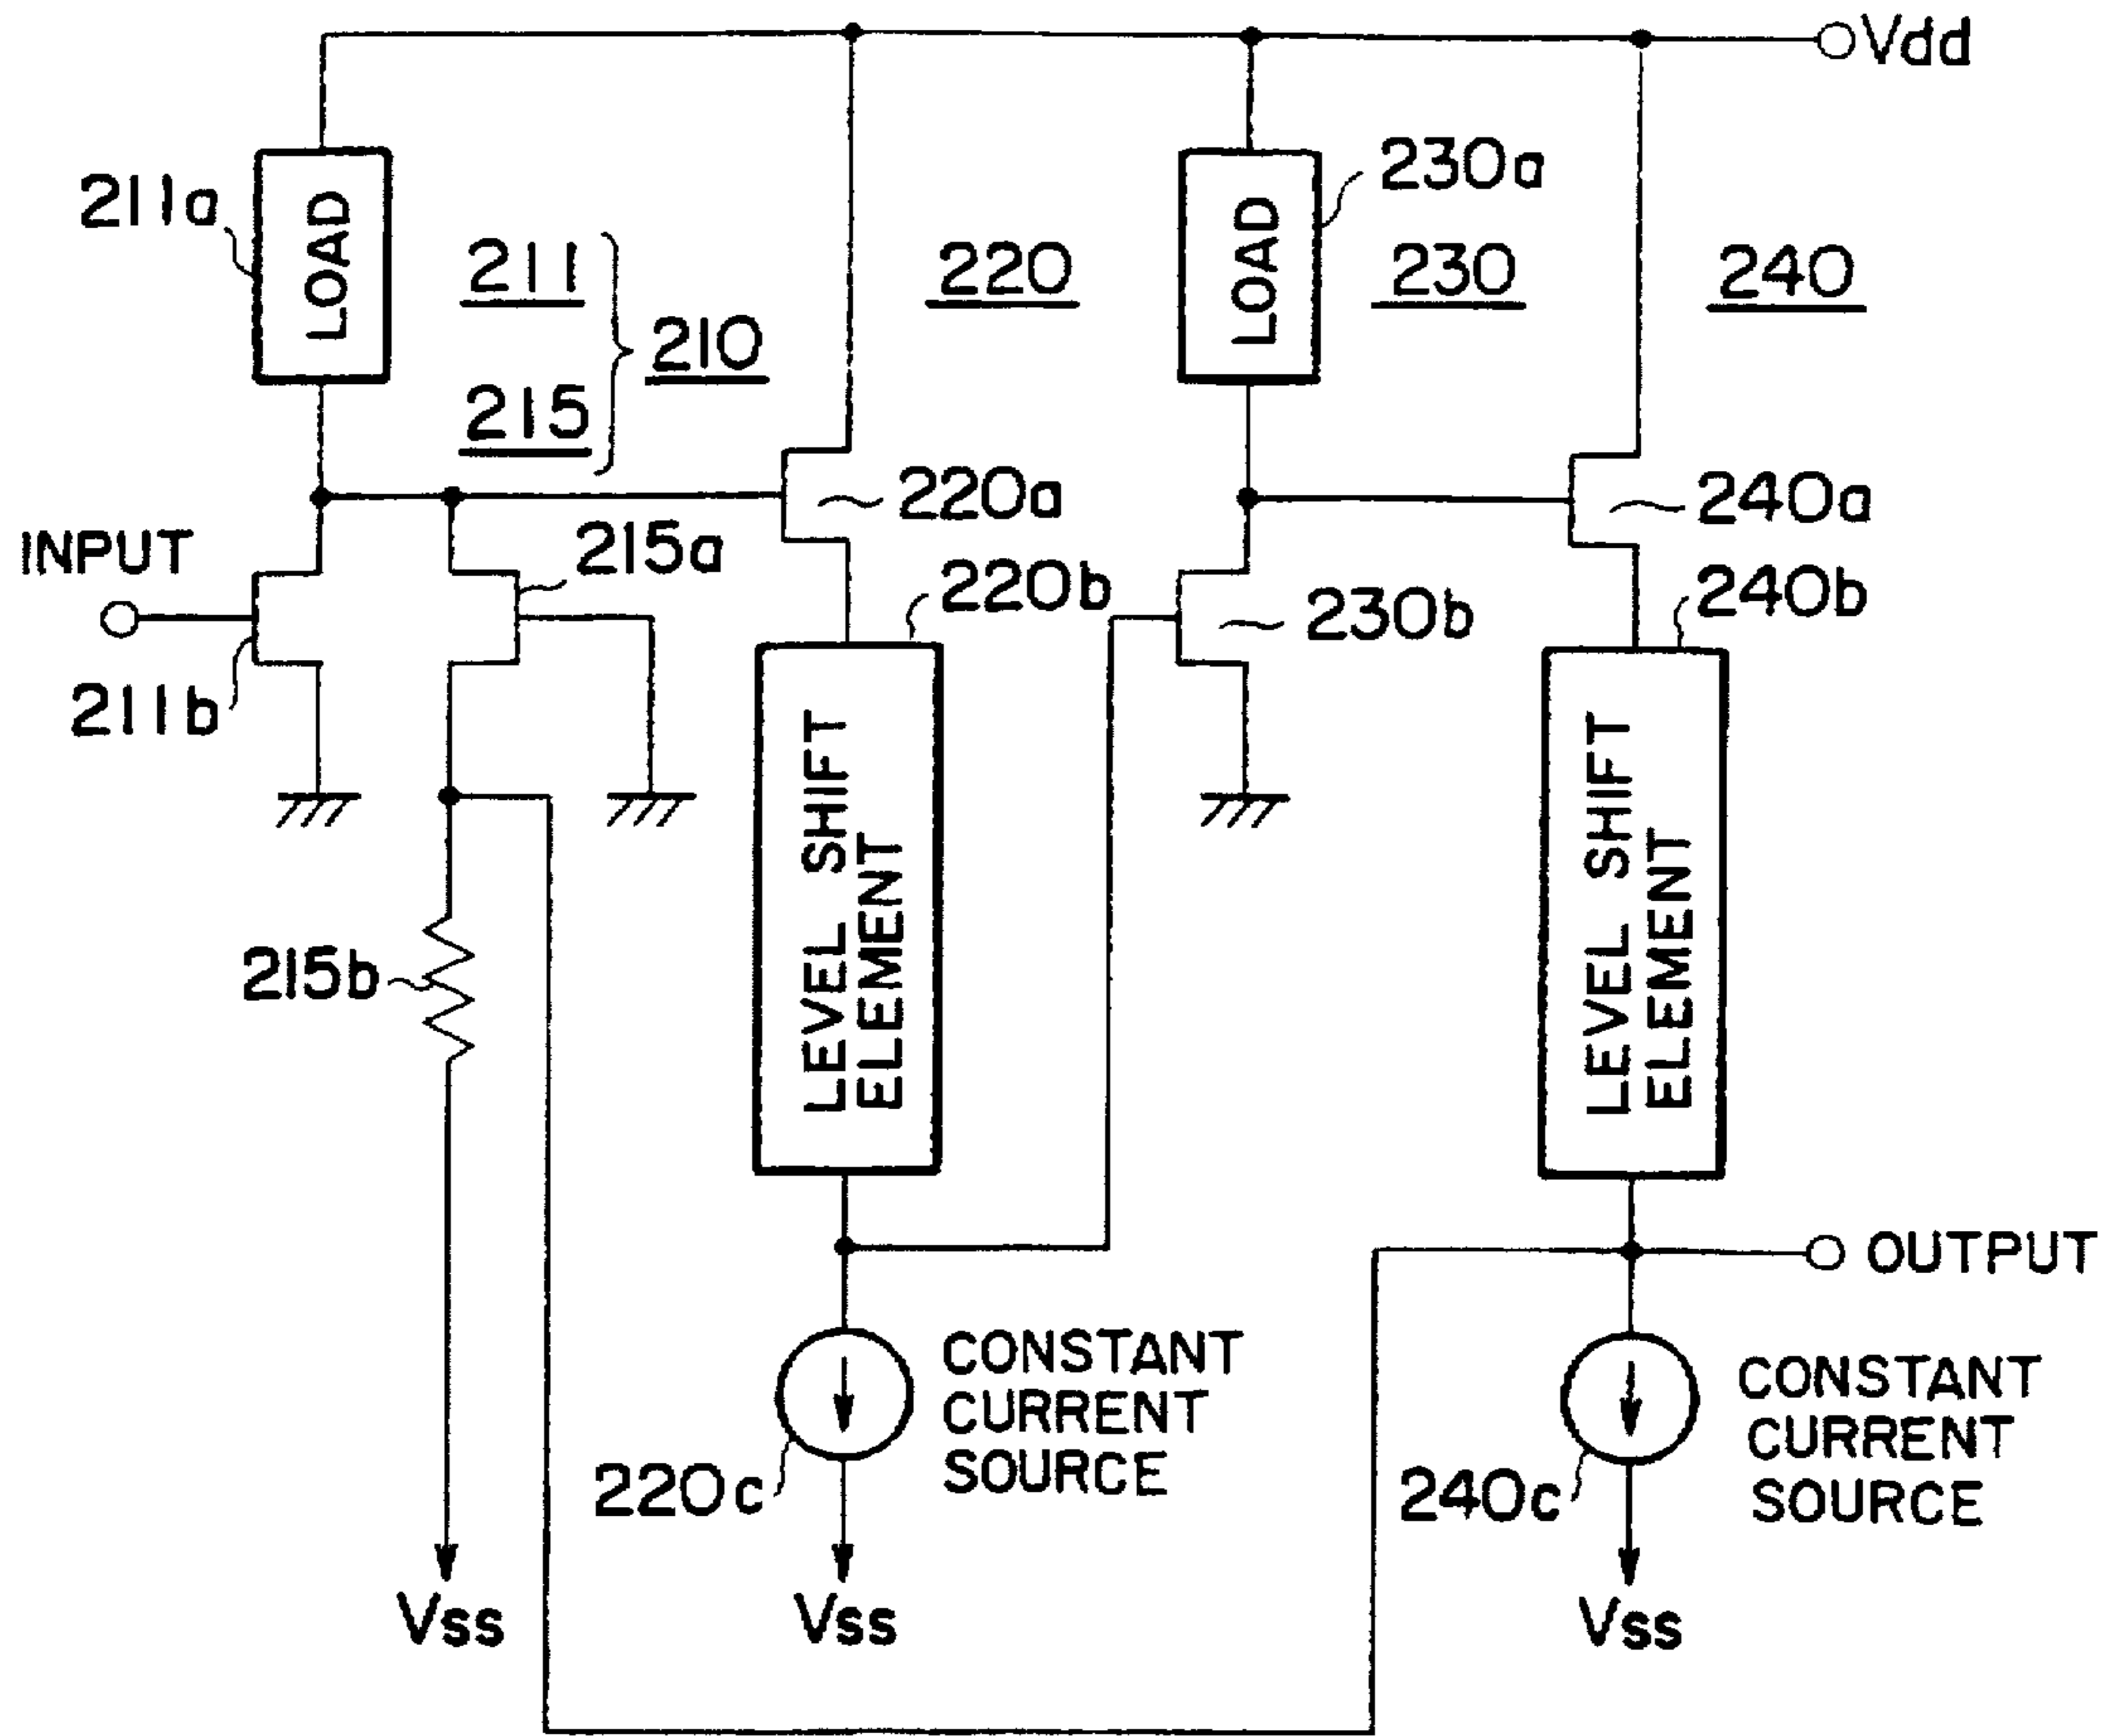 Vdd
211a
LOAD
211
215
210
220
LOAD
230a
230
240
INPUT
211b
215a
220a
220b
230b
240a
240b
215b
LEVEL SHIFT
ELEMENT
LEVEL SHIFT
ELEMENT
OUTPUT
220c
CONSTANT
CURRENT
SOURCE
240c
CONSTANT
CURRENT
SOURCE
Vss
Vss
Vss